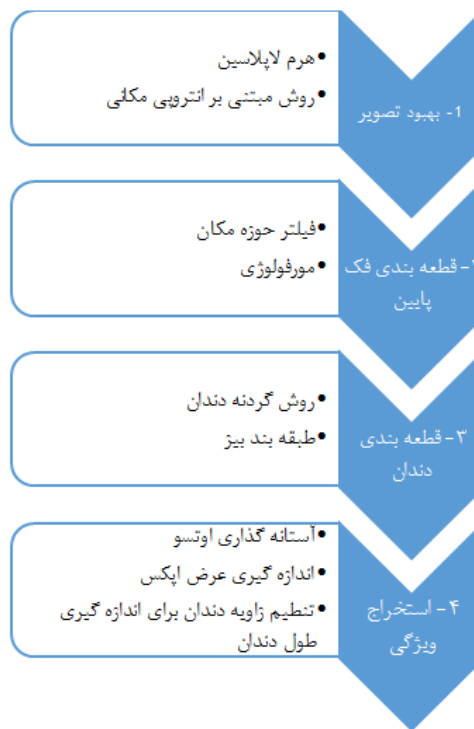 •هرم لاپلاسین
•روش مبتنی بر انتروپی مکانی
1- بهبود تصویر
•فیلتر حوزه مکان
•مورفولوژی
۲- قطعه بندی فک
پایین
•روش گردنه دندان
•طبقه بند بیز
۳- قطعه بندی
دندان
•آستانه گذاری اوتسو
•اندازه گیری عرض اپکس
•تنطیم زاویه دندان برای اندازه گیری
طول دندان
۴- استخراج
ویژگی